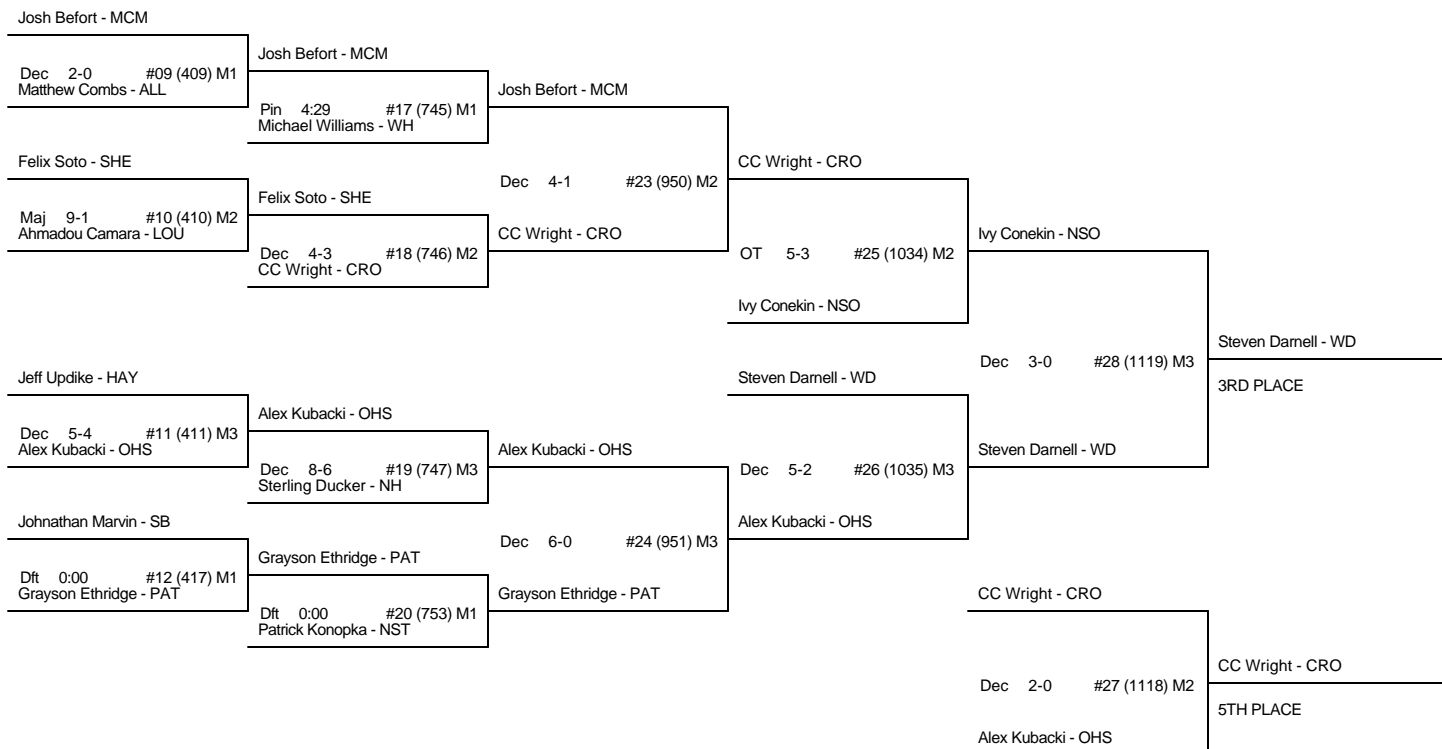 Josh Befort - MCM
Dec 2-0 #09 (409) M1
Matthew Combs - ALL
Felix Soto - SHE
Maj 9-1 #10 (410) M2
Ahmadou Camara - LOU
Jeff Updike - HAY
Dec 5-4 #11 (411) M3
Alex Kubacki - OHS
Johnathan Marvin - SB
Dft 0:00 #12 (417) M1
Grayson Ethridge - PAT
Josh Befort - MCM
Pin 4:29 #17 (745) M1
Michael Williams - WH
Felix Soto - SHE
Dec 4-3 #18 (746) M2
CC Wright - CRO
Alex Kubacki - OHS
Dec 8-6 #19 (747) M3
Sterling Ducker - NH
Grayson Ethridge - PAT
Dft 0:00 #20 (753) M1
Patrick Konopka - NST
Josh Befort - MCM
Dec 4-1 #23 (950) M2
CC Wright - CRO
Alex Kubacki - OHS
Dec 6-0 #24 (951) M3
Grayson Ethridge - PAT
CC Wright - CRO
OT 5-3 #25 (1034) M2
Ivy Conekin - NSO
Steven Darnell - WD
Dec 5-2 #26 (1035) M3
Alex Kubacki - OHS
Ivy Conekin - NSO
Dec 3-0 #28 (1119) M3
Steven Darnell - WD
CC Wright - CRO
Dec 2-0 #27 (1118) M2
Alex Kubacki - OHS
Steven Darnell - WD
3RD PLACE
CC Wright - CRO
5TH PLACE